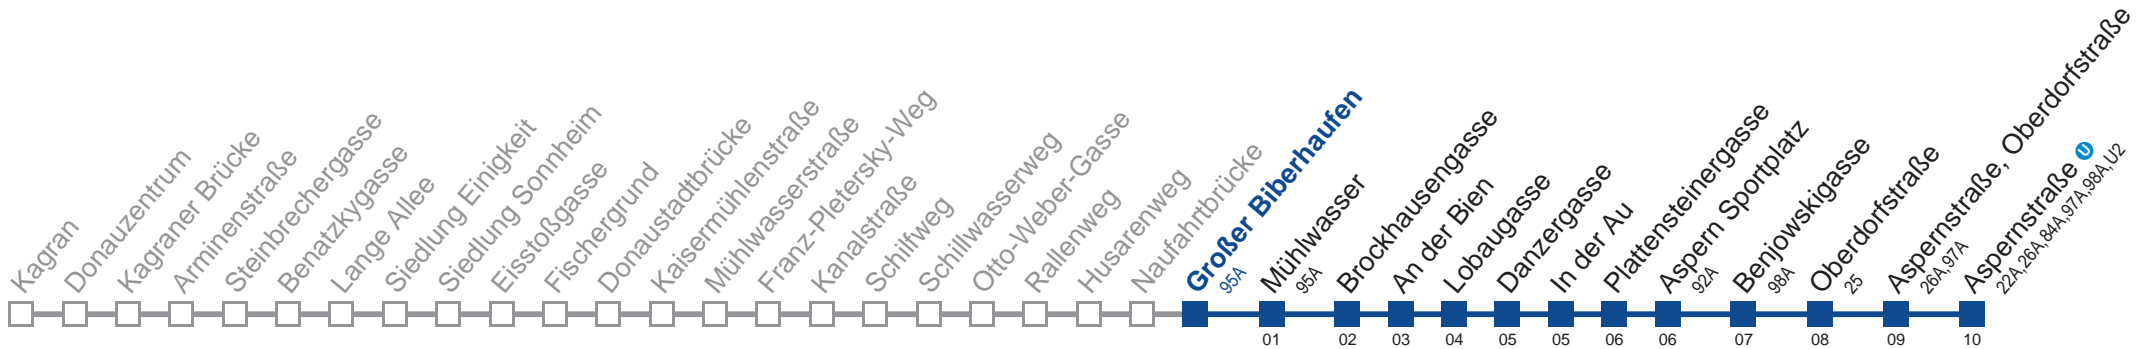 Kagran
Donauzentrum
Kagraner Brücke
Arminenstraße
Steinbrechergasse
Benatzkygasse
Lange Allee
Siedlung Einigkeit
Siedlung Sonnheim
Eisstoßgasse
Fischergrund
Donaustadtbrücke
Kaisermühlenstraße
Mühlwasserstraße
Franz-Pletersky-Weg
Kanalstraße
Schilfweg
Schillwasserweg
Otto-Weber-Gasse
Rallenweg
Husarenweg
Naufahrtbrücke
Großer Biberhaufen
95A
Mühlwasser
95A
01
Brockhausengasse
02
An der Bien
03
Lobaugasse
04
Danzergasse
05
In der Au
05
Plattensteinergasse
06
Aspern Sportplatz
92A
06
Benjowskigasse
98A
07
Oberdorfstraße
25
08
Aspernstraße, Oberdorfstraße
26A,97A
09
Aspernstraße U
22A,26A,84A,97A,98A,U2
10